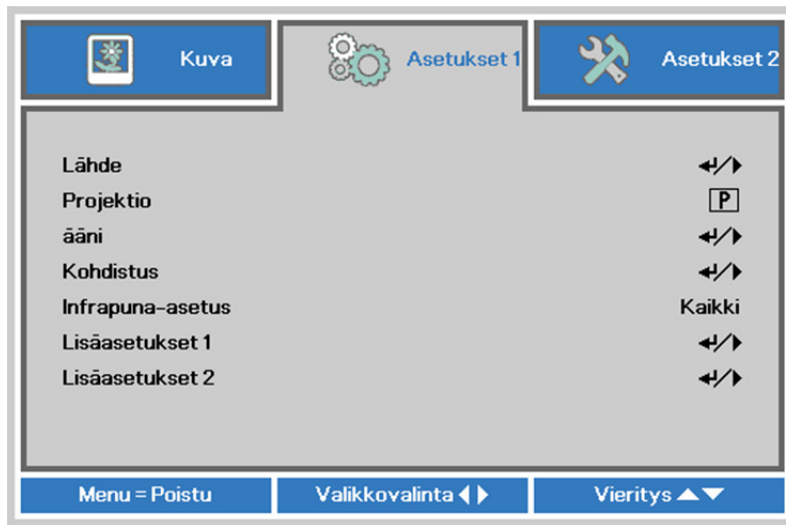 Kuva
Asetukset 1
Asetukset 2
Lähde
Projektio P
ääni
Kohdistus
Infrapuna-asetus Kaikki
Lisäasetukset 1
Lisäasetukset 2
Menu = Poistu
Valikkovalinta
Vieritys